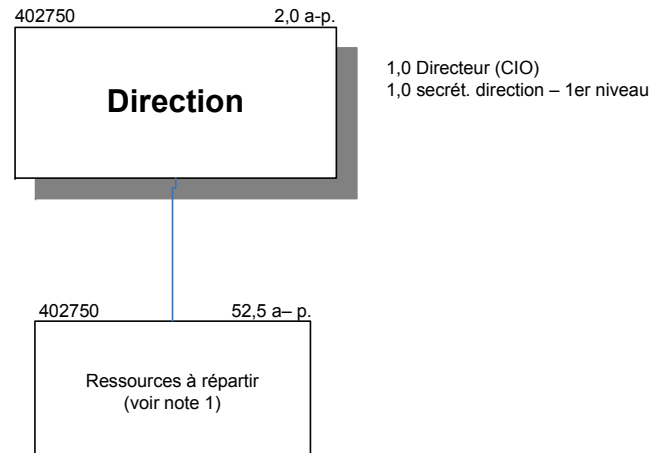 402750 2,0 a-p.
Direction
1,0 Directeur (CIO)
1,0 secrét. direction – 1er niveau
402750 52,5 a– p.
Ressources à répartir
(voir note 1)